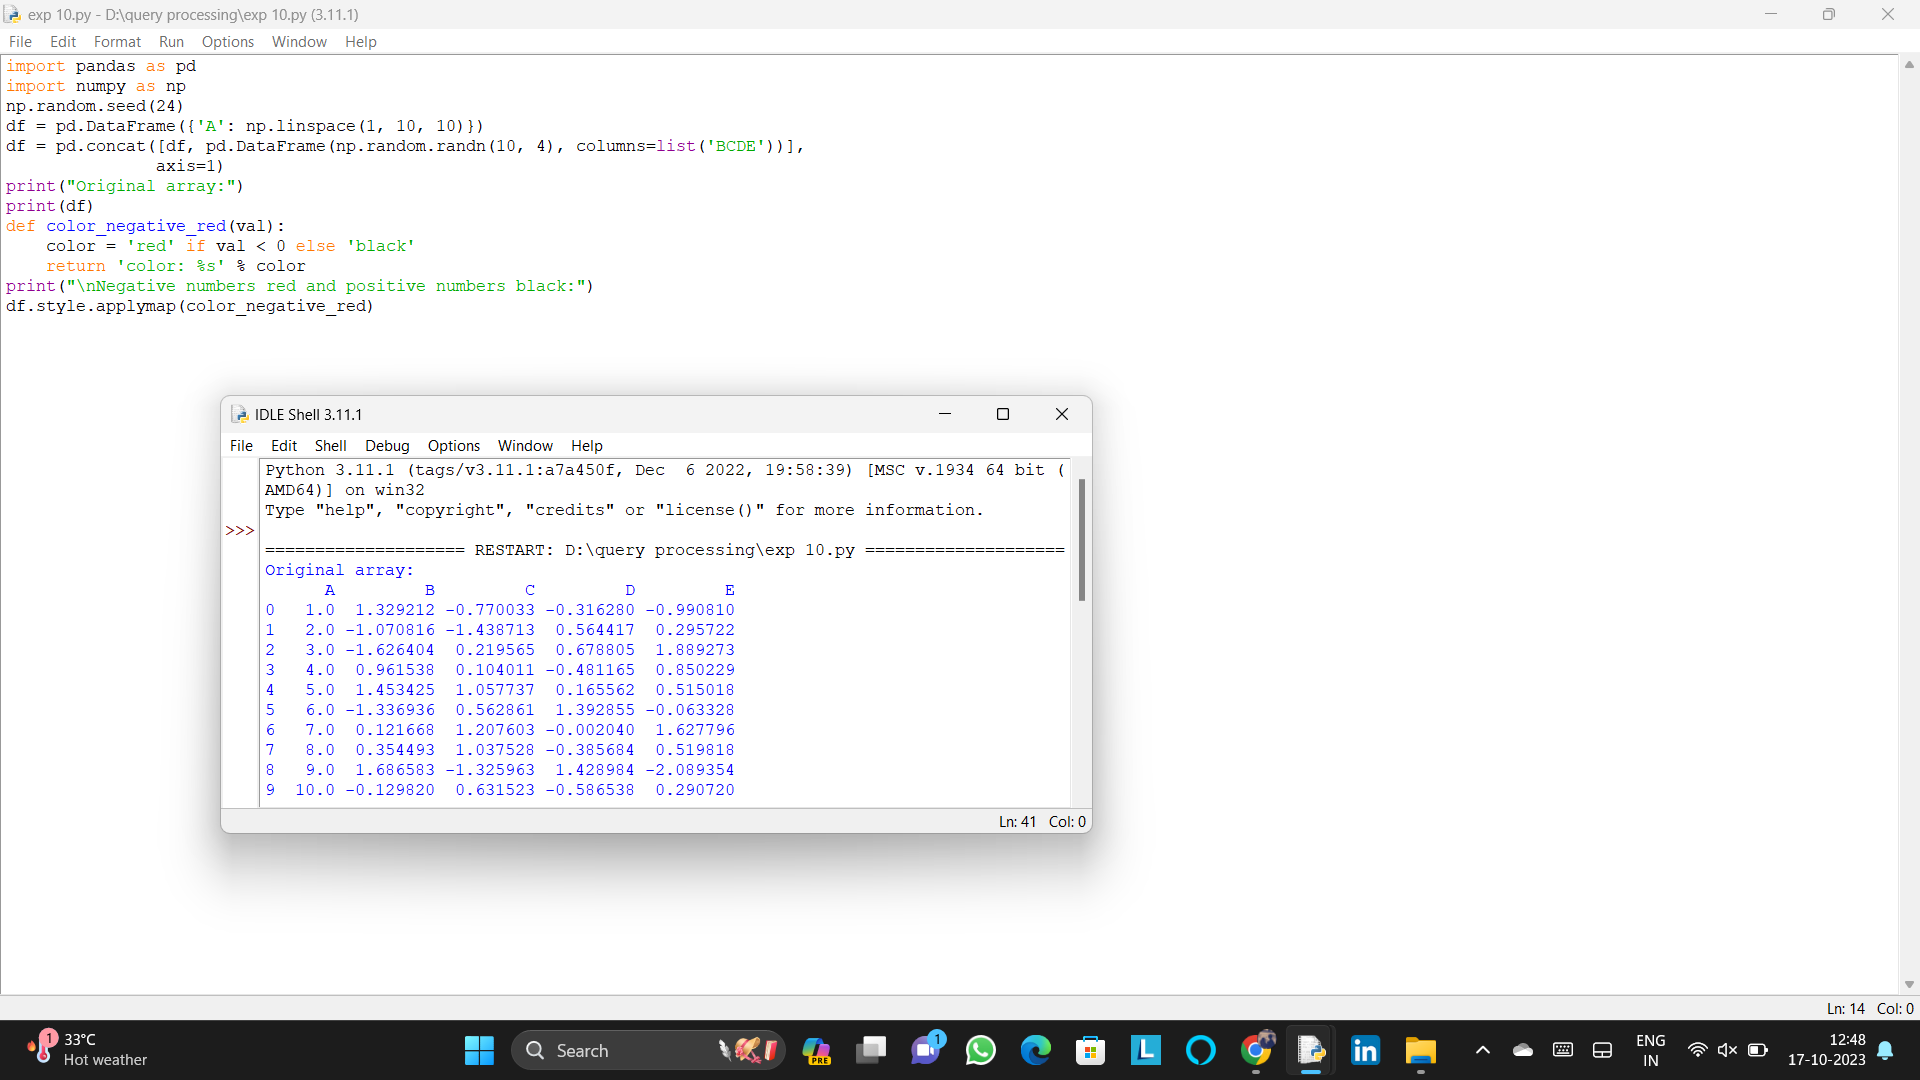 exp 10.py - D:\query processing\exp 10.py (3.11.1)
File Edit Format Run Options Window Help
import pandas as pd
import numpy as np
np.random.seed(24)
df = pd.DataFrame({'A': np.linspace(1, 10, 10)})
df = pd.concat([df, pd.DataFrame(np.random.randn(10, 4), columns=list('BCDE'))],
               axis=1)
print("Original array:")
print(df)
def color_negative_red(val):
    color = 'red' if val < 0 else 'black'
    return 'color: %s' % color
print("\nNegative numbers red and positive numbers black:")
df.style.applymap(color_negative_red)
IDLE Shell 3.11.1
File Edit Shell Debug Options Window Help
Python 3.11.1 (tags/v3.11.1:a7a450f, Dec  6 2022, 19:58:39) [MSC v.1934 64 bit (
AMD64)] on win32
Type "help", "copyright", "credits" or "license()" for more information.
>>>
==================== RESTART: D:\query processing\exp 10.py ====================
Original array:
      A         B         C         D         E
0   1.0  1.329212 -0.770033 -0.316280 -0.990810
1   2.0 -1.070816 -1.438713  0.564417  0.295722
2   3.0 -1.626404  0.219565  0.678805  1.889273
3   4.0  0.961538  0.104011 -0.481165  0.850229
4   5.0  1.453425  1.057737  0.165562  0.515018
5   6.0 -1.336936  0.562861  1.392855 -0.063328
6   7.0  0.121668  1.207603 -0.002040  1.627796
7   8.0  0.354493  1.037528 -0.385684  0.519818
8   9.0  1.686583 -1.325963  1.428984 -2.089354
9  10.0 -0.129820  0.631523 -0.586538  0.290720
Ln: 41 Col: 0
Ln: 14 Col: 0
1
33°C
Hot weather
Search
PRE
1
L
in
ENG
IN
12:48
17-10-2023